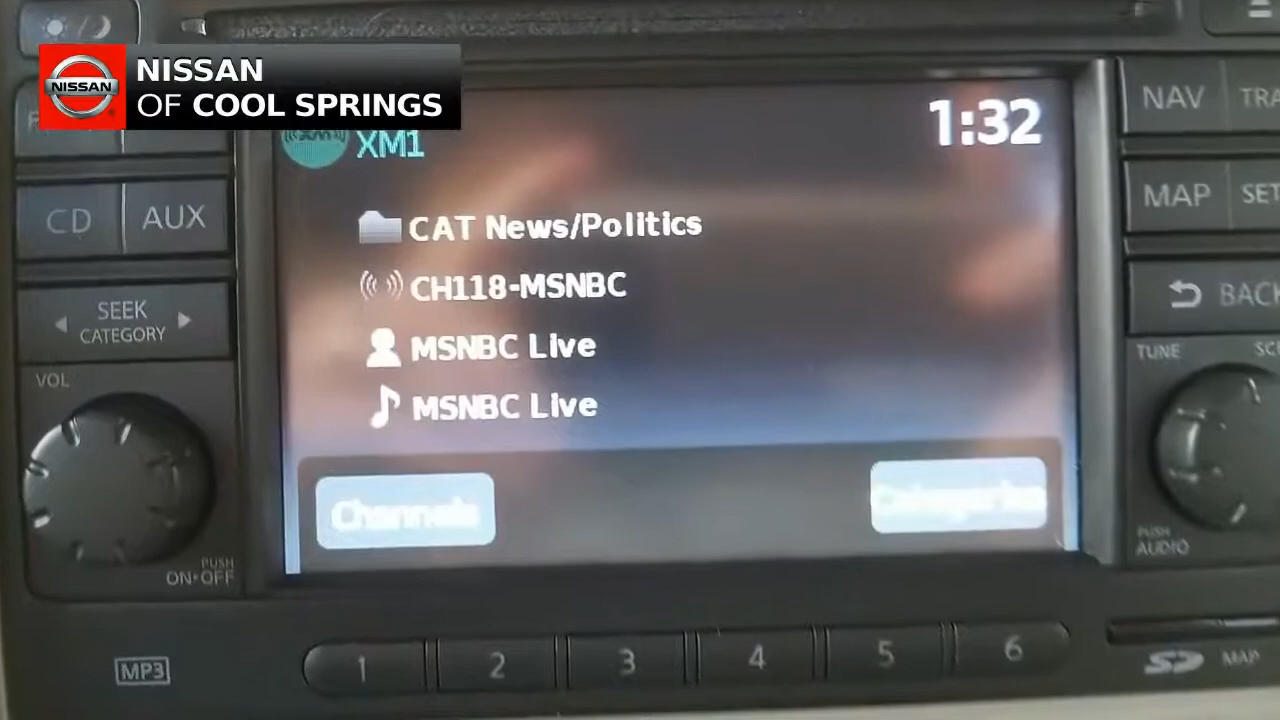 NISSAN
NISSAN
OF COOL SPRINGS
XM
XM1
1:32
CAT News/Politics
CH118-MSNBC
MSNBC Live
MSNBC Live
Channels
Categories
CD
AUX
SEEK
CATEGORY
VOL
PUSH
ON•OFF
MP3
1
2
3
4
5
6
NAV
MAP
BACK
TUNE
PUSH
AUDIO
SD
MAP